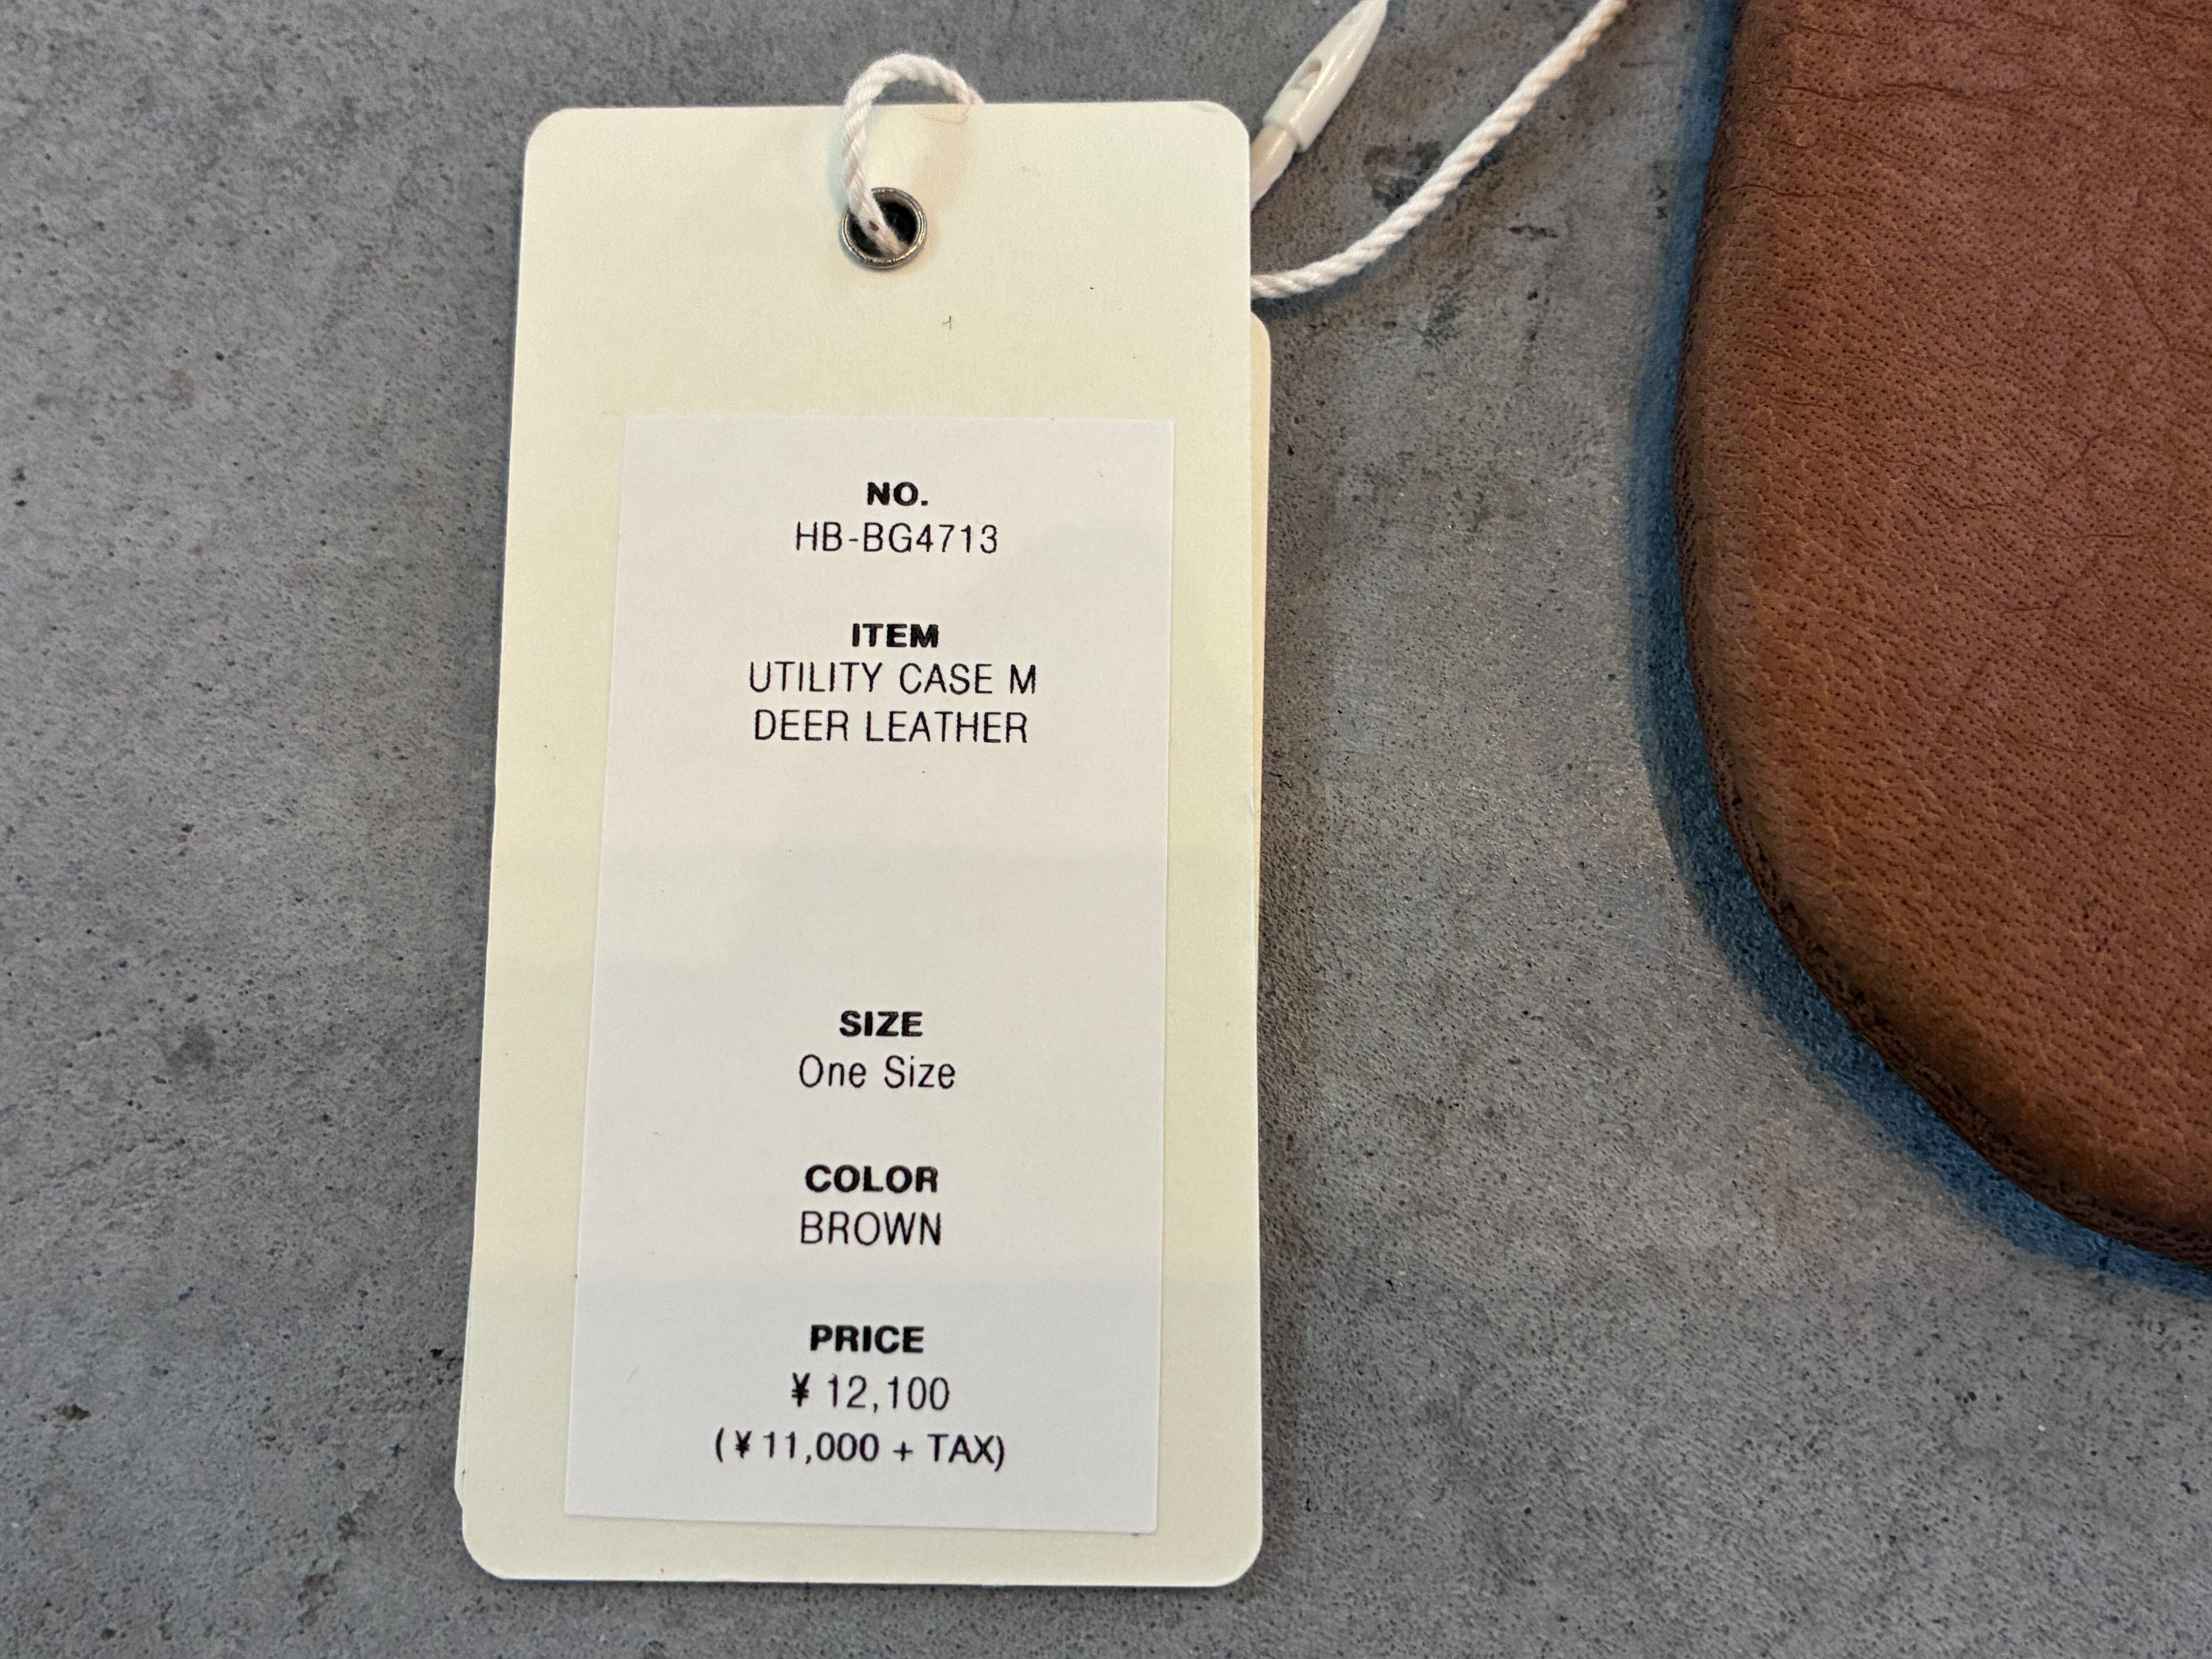 NO.
HB-BG4713
ITEM
UTILITY CASE M
DEER LEATHER
SIZE
One Size
COLOR
BROWN
PRICE
¥ 12,100
(¥11,000 + TAX)